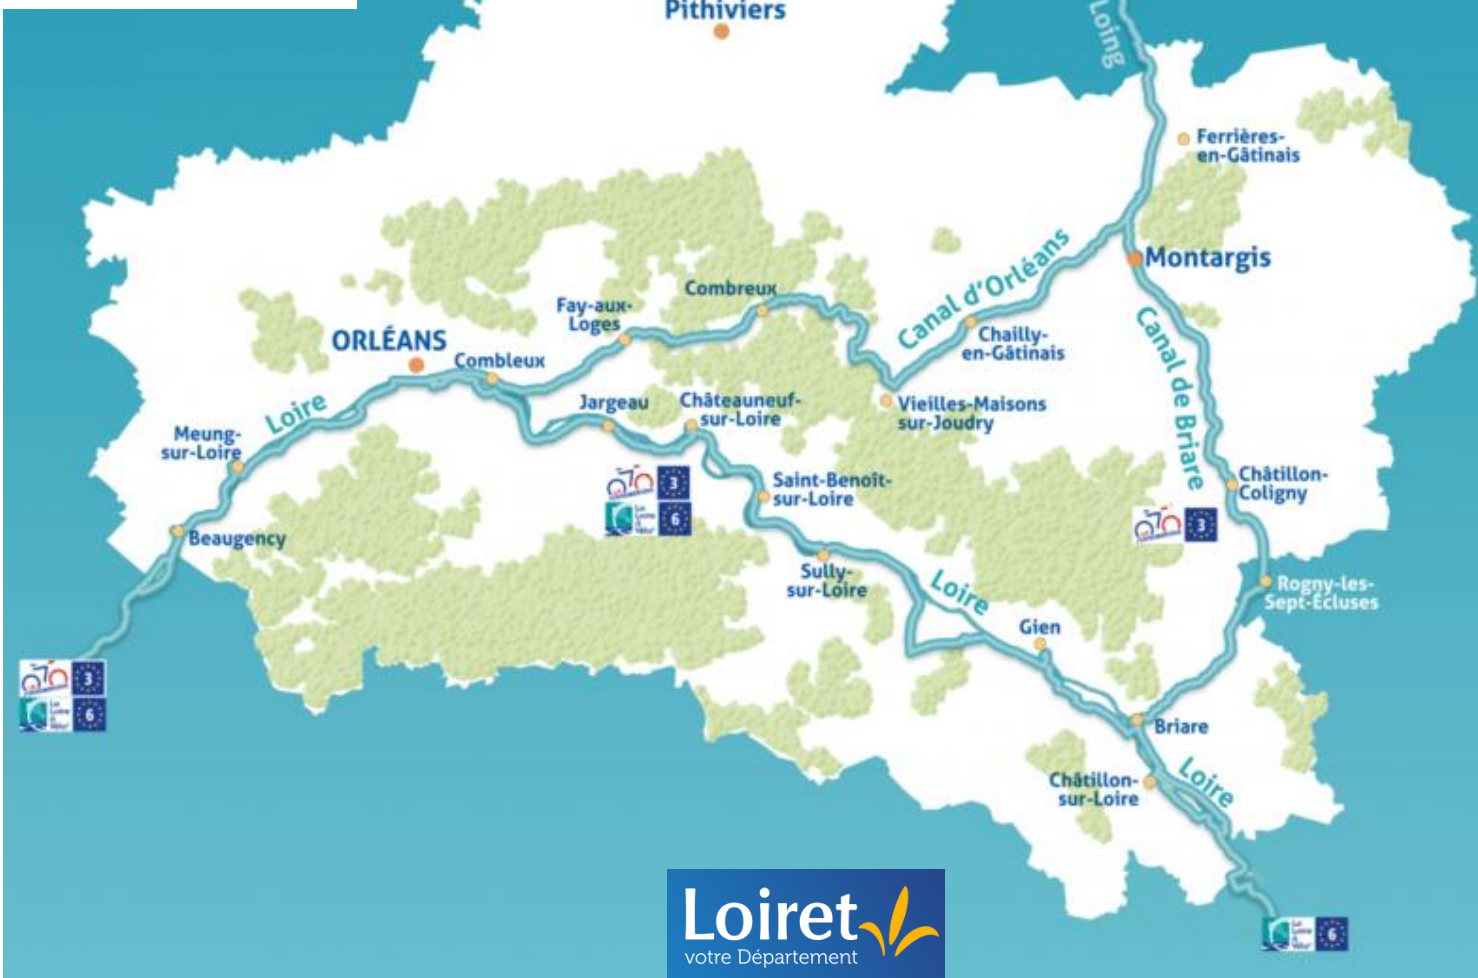 Pithiviers
Loing
Ferrières-
en-Gâtinais
Montargis
Canal d'Orléans
Combreux
Fay-aux-
Loges
Chailly-
en-Gâtinais
Canal de Briare
ORLÉANS
Combleux
Loire
Jargeau
Châteauneuf-
sur-Loire
Vieilles-Maisons
sur-Joudry
Meung-
sur-Loire
Saint-Benoît-
sur-Loire
Châtillon-
Coligny
3
6
3
Beaugency
Sully-
sur-Loire
Loire
Rogny-les-
Sept-Écluses
Gien
3
6
Briare
Châtillon-
sur-Loire
Loire
Loiret
votre Département
6